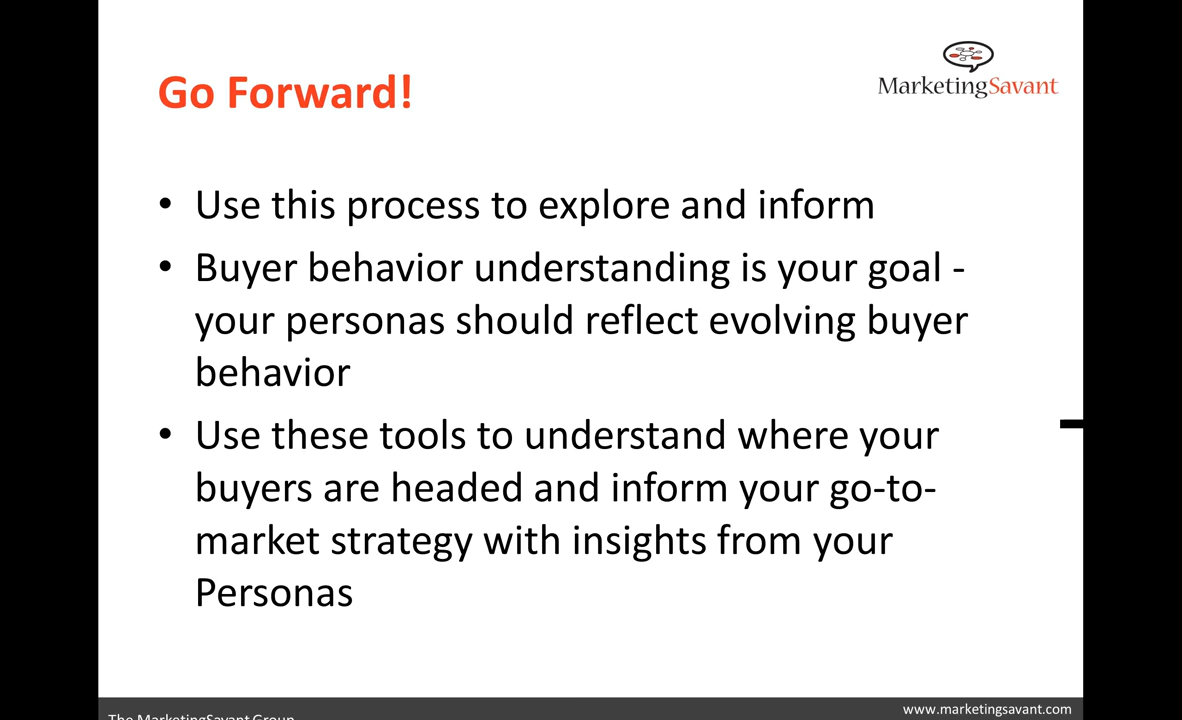 Go Forward!
MarketingSavant
• Use this process to explore and inform
• Buyer behavior understanding is your goal -
your personas should reflect evolving buyer
behavior
• Use these tools to understand where your
buyers are headed and inform your go-to-
market strategy with insights from your
Personas
The MarketingSavant Group
www.marketingsavant.com